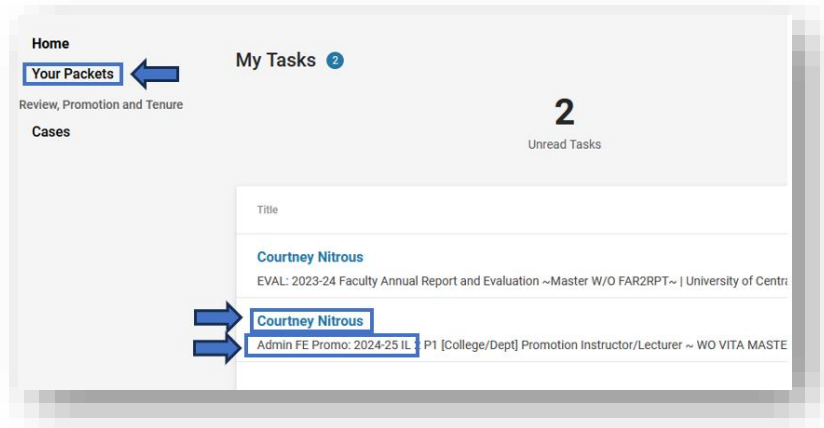 Home
Your Packets
Review, Promotion and Tenure
Cases
My Tasks 2
2
Unread Tasks
Title
Courtney Nitrous
EVAL: 2023-24 Faculty Annual Report and Evaluation ~Master W/O FAR2RPT~ | University of Centra
Courtney Nitrous
Admin FE Promo: 2024-25 IL P1 [College/Dept] Promotion Instructor/Lecturer ~ WO VITA MASTE